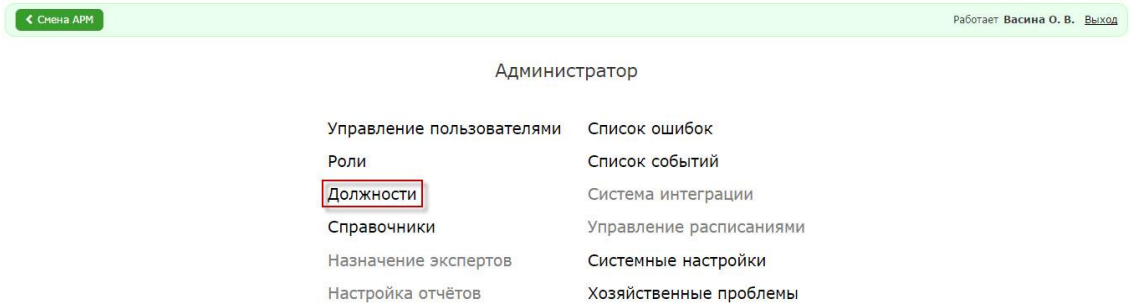 Смена АРМ
Работает Васина О. В. Выход
Администратор
Управление пользователями
Роли
Должности
Справочники
Назначение экспертов
Настройка отчётов
Список ошибок
Список событий
Система интеграции
Управление расписаниями
Системные настройки
Хозяйственные проблемы